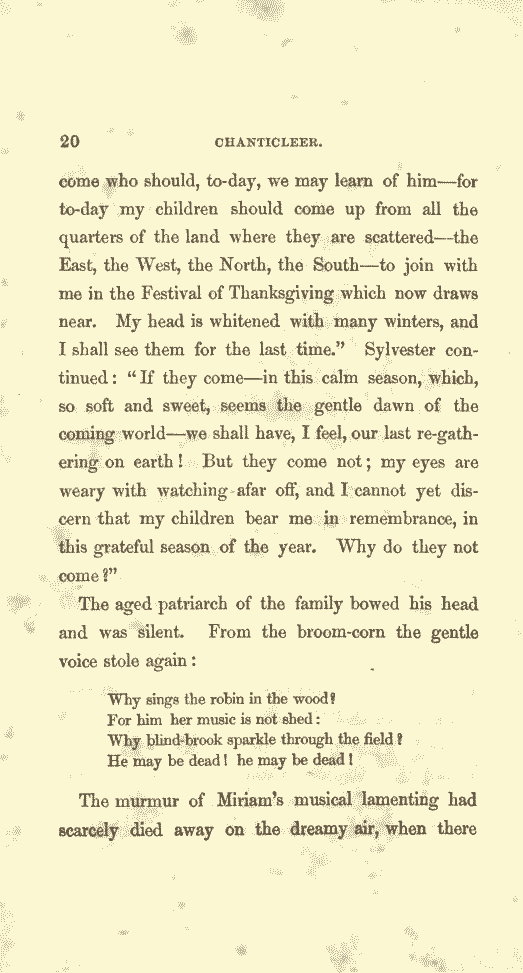 20 CHANTICLEER.
come who should, to-day, we may learn of him—for
to-day my children should come up from all the
quarters of the land where they are scattered—the
East, the West, the North, the South—to join with
me in the Festival of Thanksgiving which now draws
near. My head is whitened with many winters, and
I shall see them for the last time." Sylvester con-
tinued: "If they come—in this calm season, which,
so soft and sweet, seems the gentle dawn of the
coming world—we shall have, I feel, our last re-gath-
ering on earth! But they come not; my eyes are
weary with watching afar off, and I cannot yet dis-
cern that my children bear me in remembrance, in
this grateful season of the year. Why do they not
come?"
The aged patriarch of the family bowed his head
and was silent. From the broom-corn the gentle
voice stole again:
Why sings the robin in the wood?
For him her music is not shed:
Why blind-brook sparkle through the field?
He may be dead! he may be dead!
The murmur of Miriam's musical lamenting had
scarcely died away on the dreamy air, when there